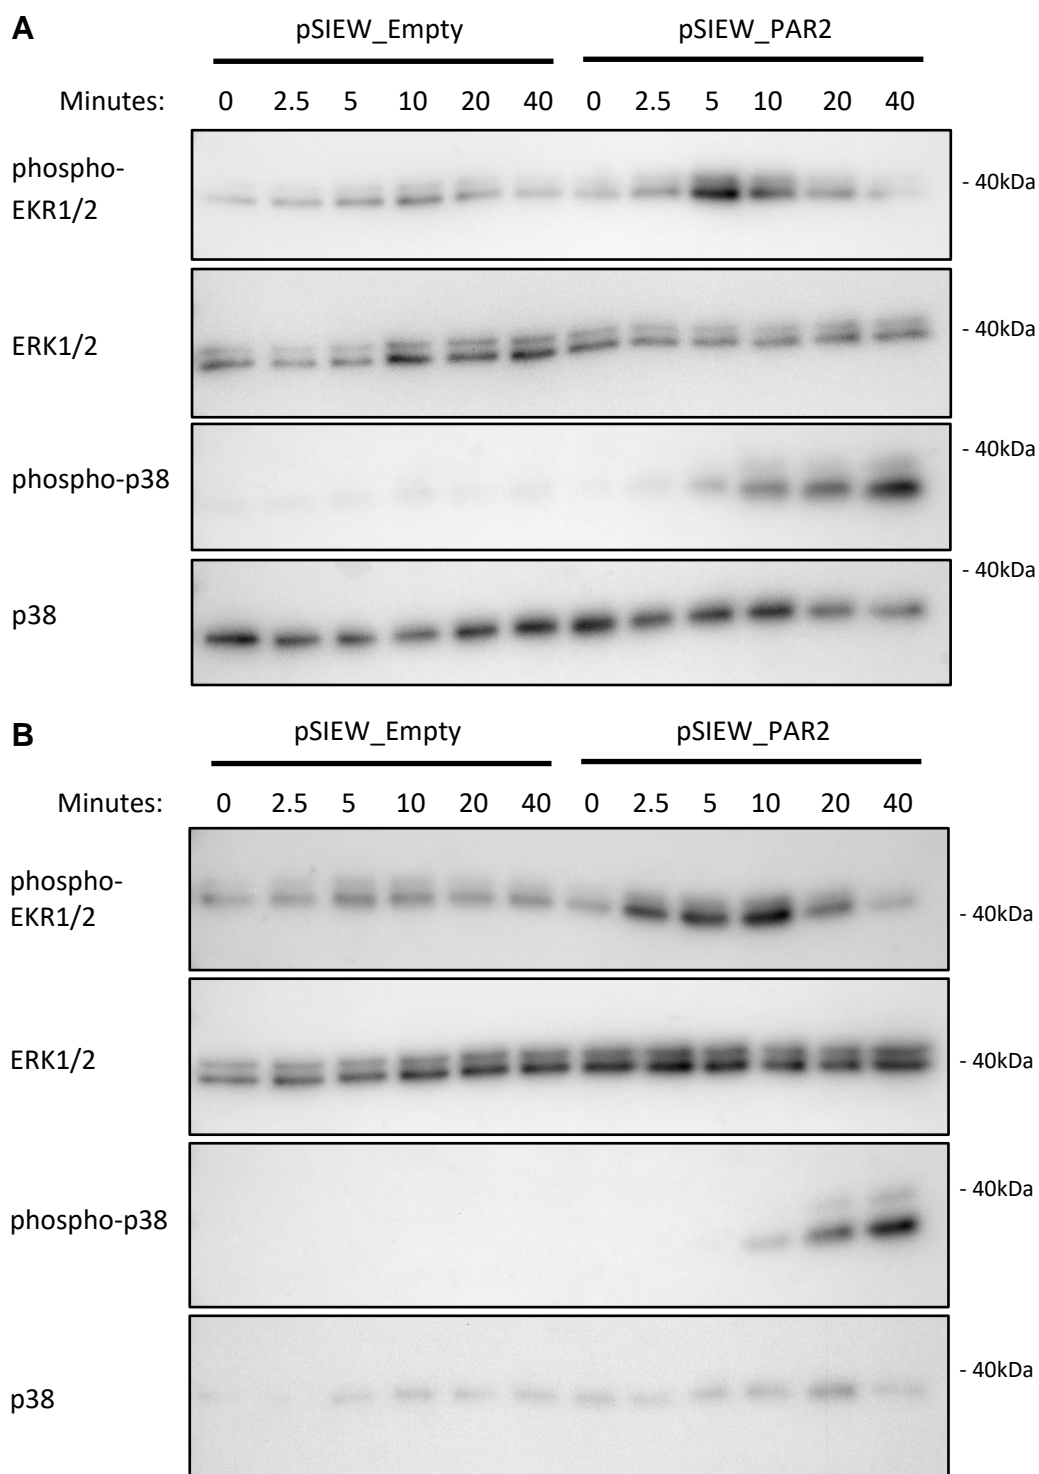 A
pSIEW_Empty pSIEW_PAR2
Minutes: 0 2.5 5 10 20 40 0 2.5 5 10 20 40
phospho-
EKR1/2
- 40kDa
ERK1/2
- 40kDa
phospho-p38
- 40kDa
p38
- 40kDa
B
pSIEW_Empty pSIEW_PAR2
Minutes: 0 2.5 5 10 20 40 0 2.5 5 10 20 40
phospho-
EKR1/2
- 40kDa
ERK1/2
- 40kDa
phospho-p38
- 40kDa
p38
- 40kDa